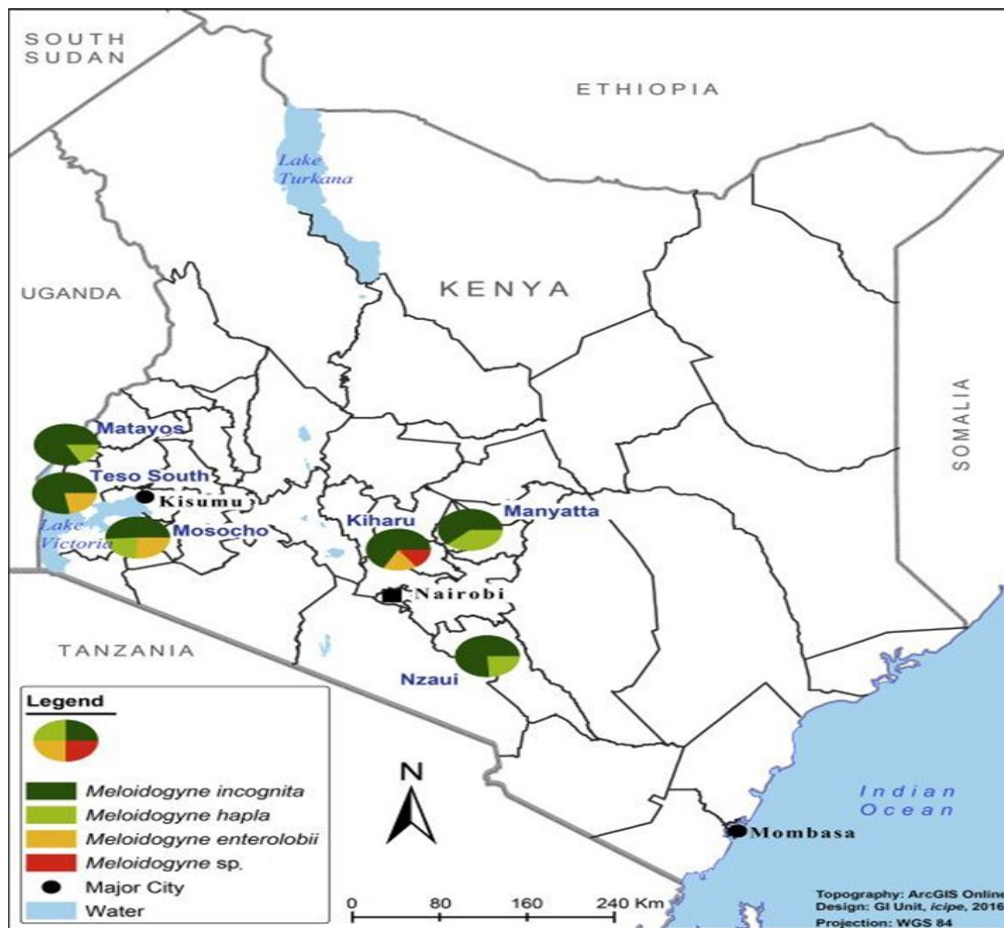 SOUTH
SUDAN
ETHIOPIA
Lake
Turkana
KENYA
UGANDA
SOMALIA
Matayos
Teso South
Kisumu
Lake
Victoria
Mosocho
Kiharu
Manyatta
Nairobi
TANZANIA
Nzaui
Legend
Meloidogyne incognita
Meloidogyne hapla
Meloidogyne enterolobii
Meloidogyne sp.
Major City
Water
N
0 80 160 240 Km
Indian
Ocean
Mombasa
Topography: ArcGIS Online
Design: GI Unit, icipe, 2016
Projection: WGS 84